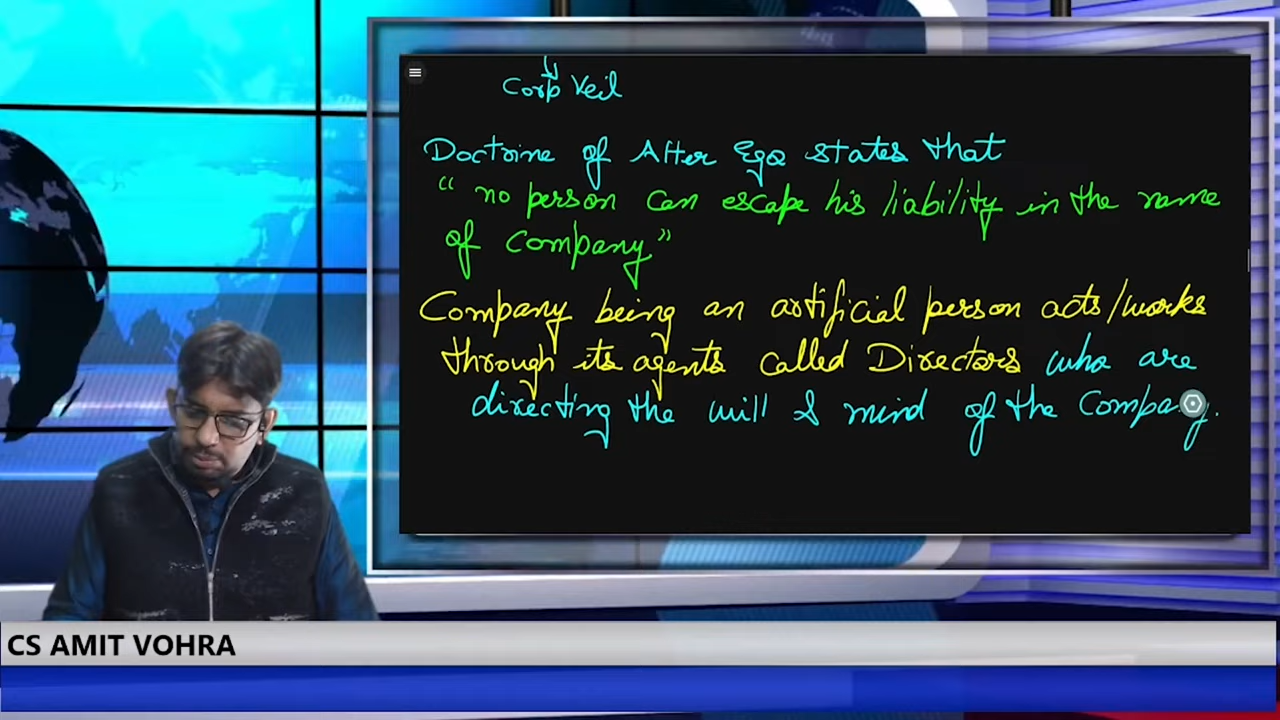 Corp Veil
Doctrine of After Ego states that
“ no person can escape his liability in the name
of company”
Company being an artificial person acts/works
through its agents called Directors who are
directing the will & mind of the Company.
CS AMIT VOHRA